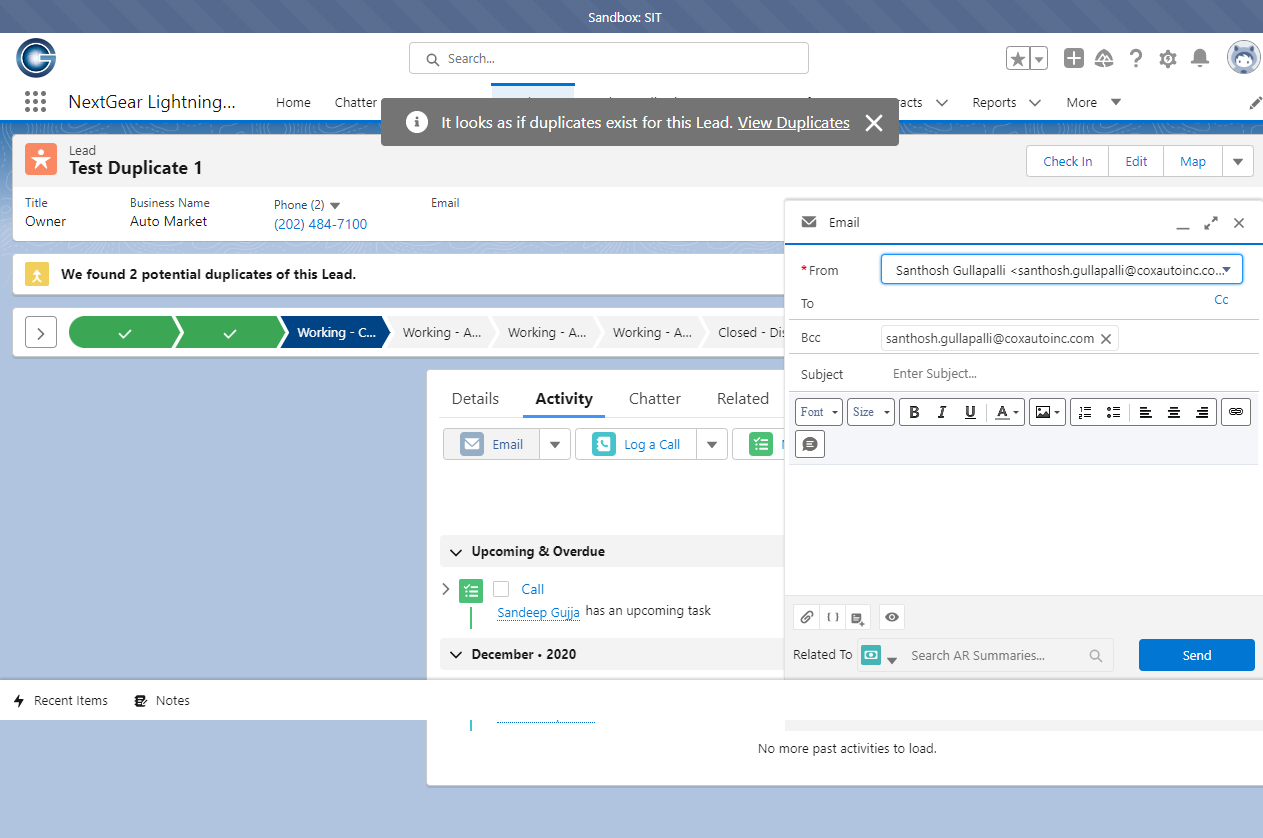 Sandbox: SIT
Search...
NextGear Lightning...
Home
Chatter
Reports
More
It looks as if duplicates exist for this Lead. View Duplicates
Lead
Test Duplicate 1
Check In
Edit
Map
Title
Business Name
Phone (2)
Email
Owner
Auto Market
(202) 484-7100
We found 2 potential duplicates of this Lead.
Working - C...
Working - A...
Working - A...
Working - A...
Closed - Dis
Details
Activity
Chatter
Related
Email
Log a Call
Upcoming & Overdue
Call
Sandeep Gujja has an upcoming task
December • 2020
No more past activities to load.
Email
*From
Santhosh Gullapalli <santhosh.gullapalli@coxautoinc.co...
To
Cc
Bcc
santhosh.gullapalli@coxautoinc.com
Subject
Enter Subject...
Font
Size
B I U A
Related To
Search AR Summaries...
Send
Recent Items
Notes